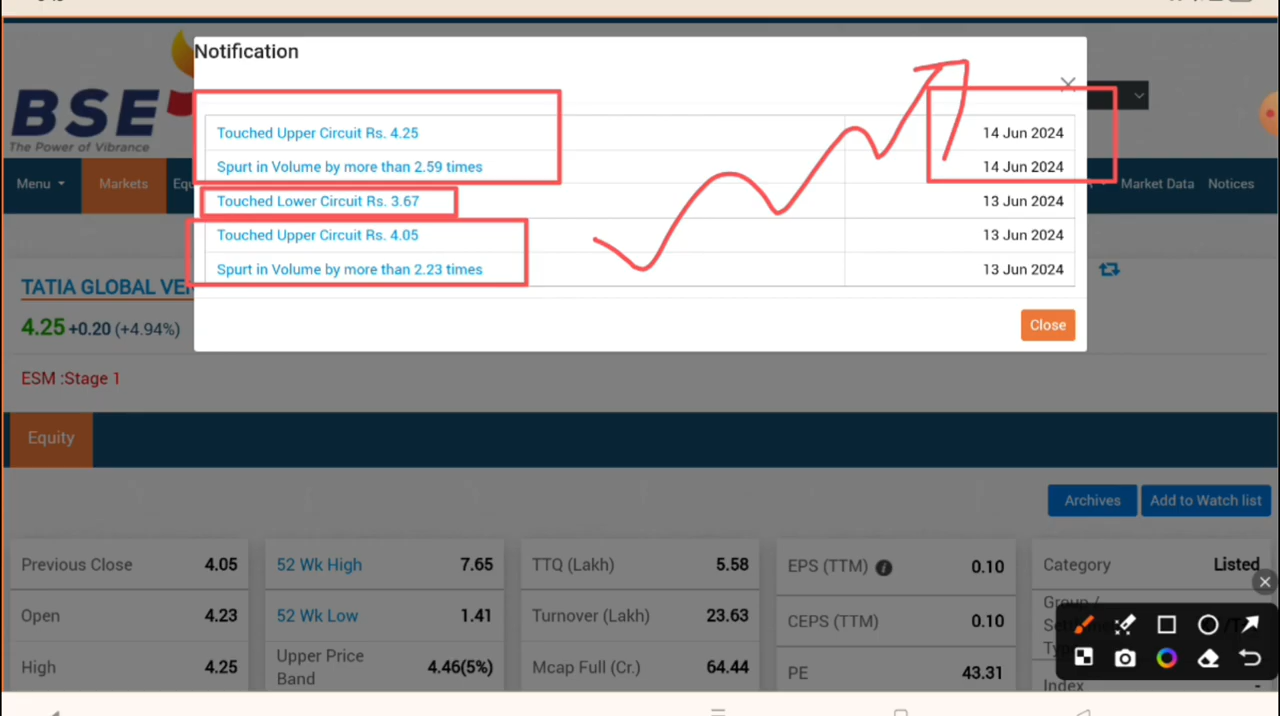 Notification
BSE
The Power of Vibrance
Touched Upper Circuit Rs. 4.25 14 Jun 2024
Spurt in Volume by more than 2.59 times 14 Jun 2024
Touched Lower Circuit Rs. 3.67 13 Jun 2024
Touched Upper Circuit Rs. 4.05 13 Jun 2024
Spurt in Volume by more than 2.23 times 13 Jun 2024
Close
Menu Markets Market Data Notices
TATIA GLOBAL
4.25 +0.20 (+4.94%)
ESM :Stage 1
Equity
Archives Add to Watch list
Previous Close 4.05
Open 4.23
High 4.25
52 Wk High 7.65
52 Wk Low 1.41
Upper Price
Band 4.46(5%)
TTQ (Lakh) 5.58
Turnover (Lakh) 23.63
Mcap Full (Cr.) 64.44
EPS (TTM) 0.10
CEPS (TTM) 0.10
PE 43.31
Category Listed
Group /
Index -